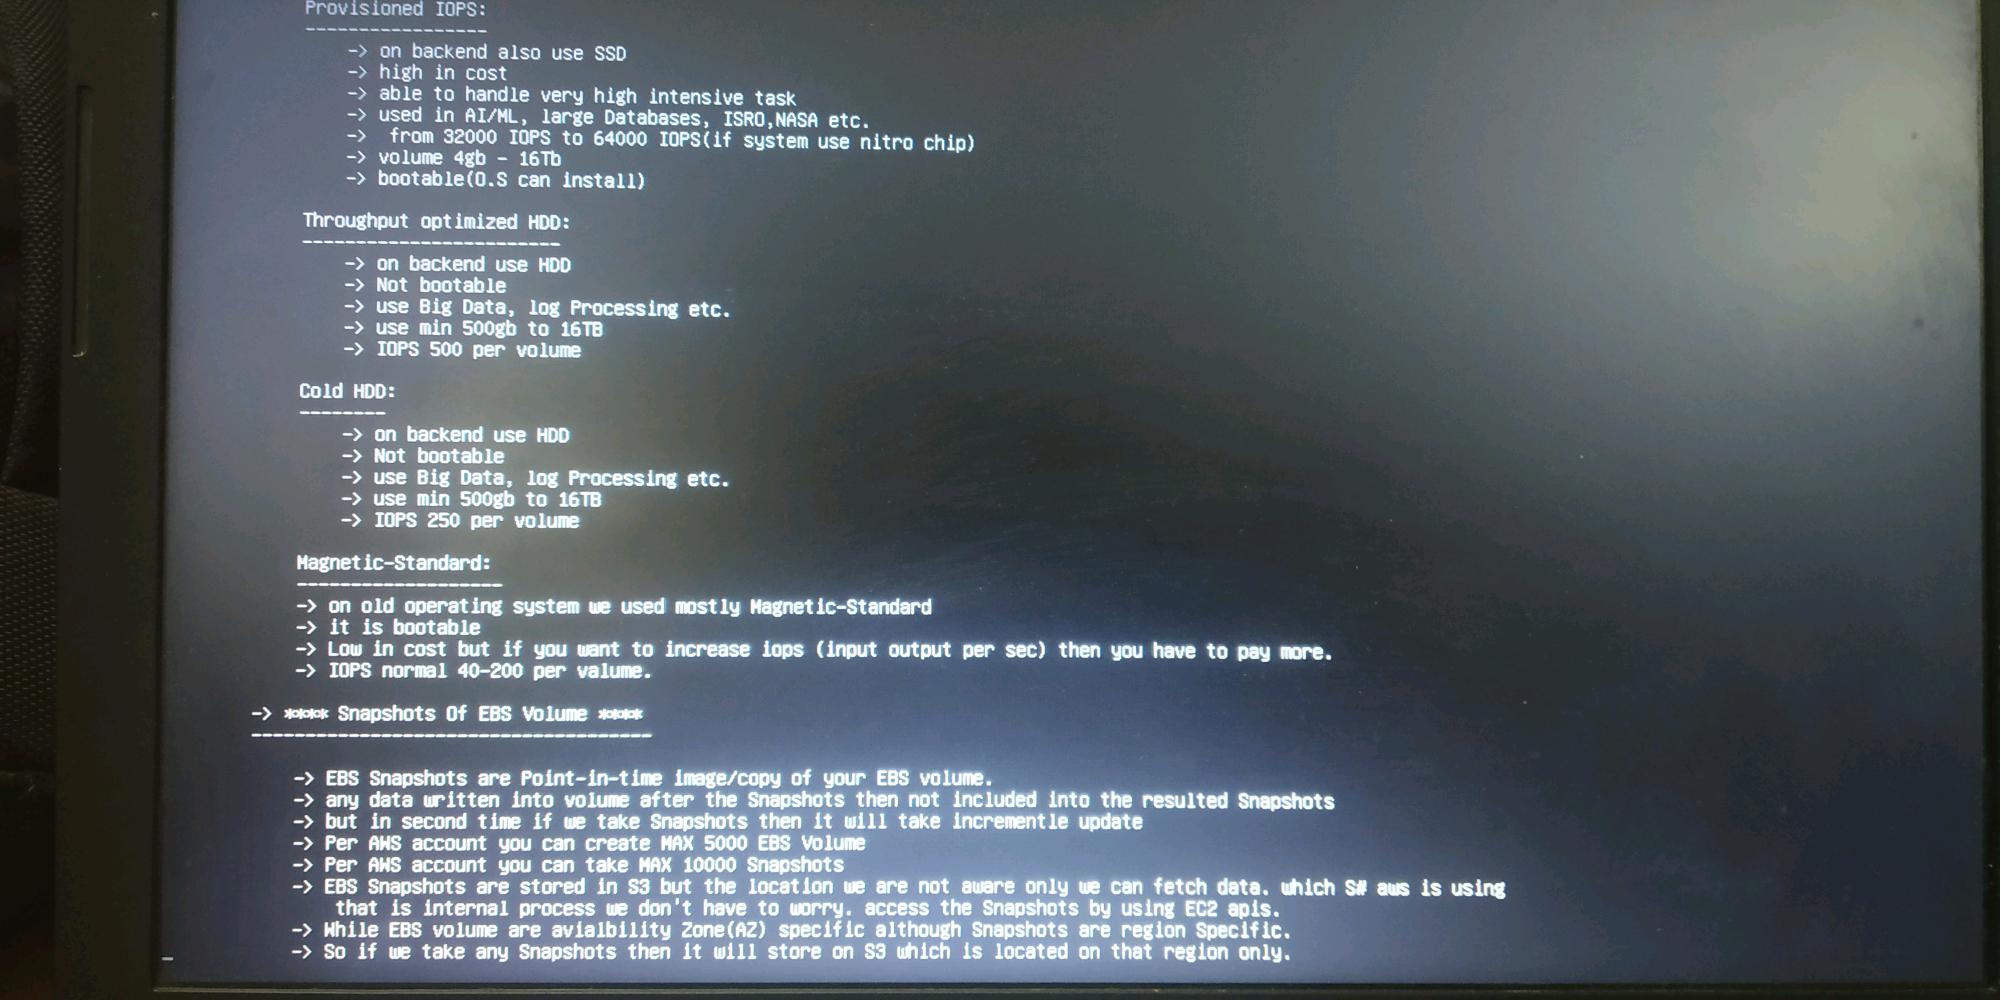 Provisioned IOPS:
-----------------
-> on backend also use SSD
-> high in cost
-> able to handle very high intensive task
-> used in AI/ML, large Databases, ISRO,NASA etc.
->  from 32000 IOPS to 64000 IOPS(if system use nitro chip)
-> volume 4gb - 16Tb
-> bootable(O.S can install)
Throughput optimized HDD:
------------------------
-> on backend use HDD
-> Not bootable
-> use Big Data, log Processing etc.
-> use min 500gb to 16TB
-> IOPS 500 per volume
Cold HDD:
--------
-> on backend use HDD
-> Not bootable
-> use Big Data, log Processing etc.
-> use min 500gb to 16TB
-> IOPS 250 per volume
Magnetic-Standard:
-------------------
-> on old operating system we used mostly Magnetic-Standard
-> it is bootable
-> Low in cost but if you want to increase iops (input output per sec) then you have to pay more.
-> IOPS normal 40-200 per valume.
-> **** Snapshots Of EBS Volume ****
-------------------------------------
-> EBS Snapshots are Point-in-time image/copy of your EBS volume.
-> any data written into volume after the Snapshots then not included into the resulted Snapshots
-> but in second time if we take Snapshots then it will take incrementle update
-> Per AWS account you can create MAX 5000 EBS Volume
-> Per AWS account you can take MAX 10000 Snapshots
-> EBS Snapshots are stored in S3 but the location we are not aware only we can fetch data. which S# aws is using
that is internal process we don't have to worry. access the Snapshots by using EC2 apis.
-> While EBS volume are avialbility Zone(AZ) specific although Snapshots are region Specific.
-> So if we take any Snapshots then it will store on S3 which is located on that region only.